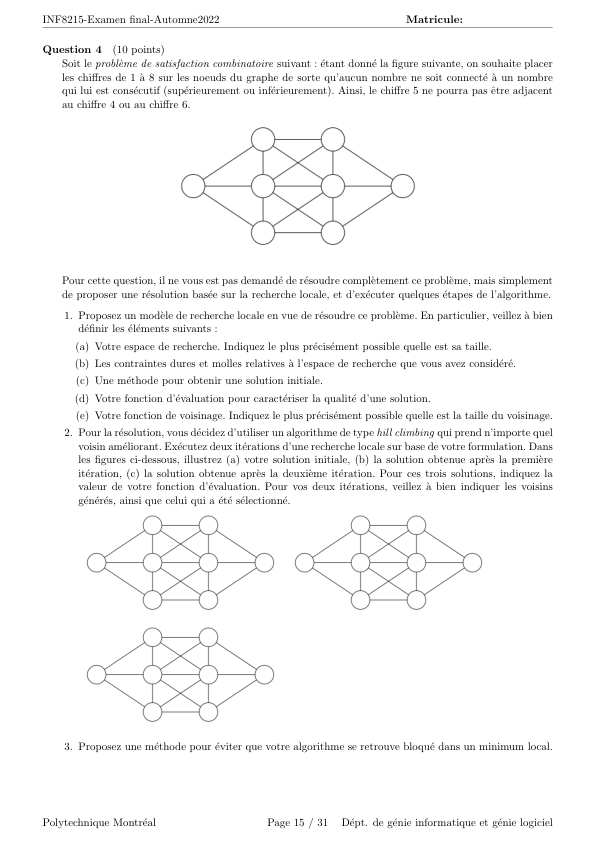 INF8215-Examen final-Automne2022 Matricule:
Question 4 (10 points)
Soit le problème de satisfaction combinatoire suivant : étant donné la figure suivante, on souhaite placer
les chiffres de 1 à 8 sur les noeuds du graphe de sorte qu'aucun nombre ne soit connecté à un nombre
qui lui est consécutif (supérieurement ou inférieurement). Ainsi, le chiffre 5 ne pourra pas être adjacent
au chiffre 4 ou au chiffre 6.
Pour cette question, il ne vous est pas demandé de résoudre complètement ce problème, mais simplement
de proposer une résolution basée sur la recherche locale, et d'exécuter quelques étapes de l'algorithme.
1. Proposez un modèle de recherche locale en vue de résoudre ce problème. En particulier, veillez à bien
définir les éléments suivants :
(a) Votre espace de recherche. Indiquez le plus précisément possible quelle est sa taille.
(b) Les contraintes dures et molles relatives à l'espace de recherche que vous avez considéré.
(c) Une méthode pour obtenir une solution initiale.
(d) Votre fonction d'évaluation pour caractériser la qualité d'une solution.
(e) Votre fonction de voisinage. Indiquez le plus précisément possible quelle est la taille du voisinage.
2. Pour la résolution, vous décidez d'utiliser un algorithme de type hill climbing qui prend n'importe quel
voisin améliorant. Exécutez deux itérations d'une recherche locale sur base de votre formulation. Dans
les figures ci-dessous, illustrez (a) votre solution initiale, (b) la solution obtenue après la première
itération, (c) la solution obtenue après la deuxième itération. Pour ces trois solutions, indiquez la
valeur de votre fonction d'évaluation. Pour vos deux itérations, veillez à bien indiquer les voisins
générés, ainsi que celui qui a été sélectionné.
3. Proposez une méthode pour éviter que votre algorithme se retrouve bloqué dans un minimum local.
Polytechnique Montréal Page 15 / 31 Dépt. de génie informatique et génie logiciel